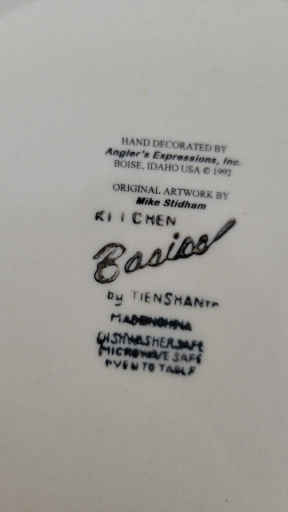 HAND DECORATED BY
Angler's Expressions, Inc.
BOISE, IDAHO USA © 1992
ORIGINAL ARTWORK BY
Mike Stidham
KITCHEN
Basics
by TIENSHAN
MADE IN CHINA
DISHWASHER SAFE
MICROWAVE SAFE
OVEN TO TABLE